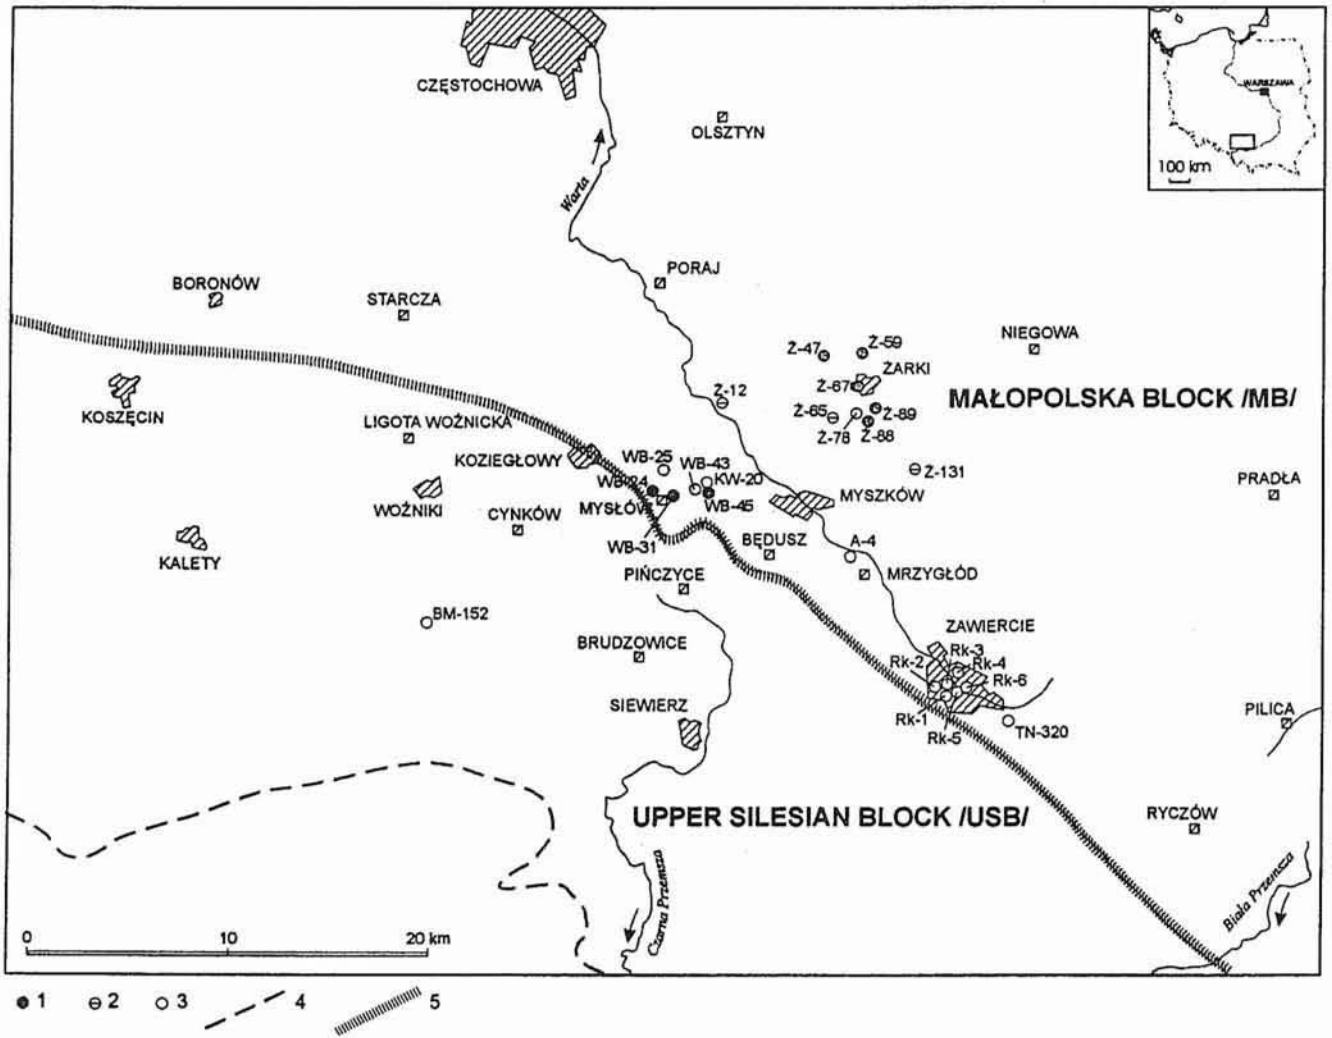 CZĘSTOCHOWA
OLSZTYN
WARSZAWA
100 km
Warta
PORAJ
BORONÓW
STARCZA
NIEGOWA
Ż-47
Ż-59
ŻARKI
Ż-67
Ż-12
MAŁOPOLSKA BLOCK /MB/
KOSZĘCIN
LIGOTA WOŹNICKA
Ż-65
Ż-89
Ż-78
Ż-88
KOZIEGŁOWY
WB-25
WB-43
KW-20
Ż-131
WB-24
PRADŁA
WOŹNIKI
CYNKÓW
MYSŁÓW
WB-45
MYSZKÓW
WB-31
BĘDUSZ
A-4
KALETY
PIŃCZYCE
MRZYGŁÓD
BM-152
BRUDZOWICE
ZAWIERCIE
Rk-3
Rk-2
Rk-4
Rk-6
SIEWIERZ
Rk-1
Rk-5
TN-320
PILICA
UPPER SILESIAN BLOCK /USB/
RYCZÓW
Czarna Przemsza
Biała Przemsza
0 10 20 km
1 2 3 4 5